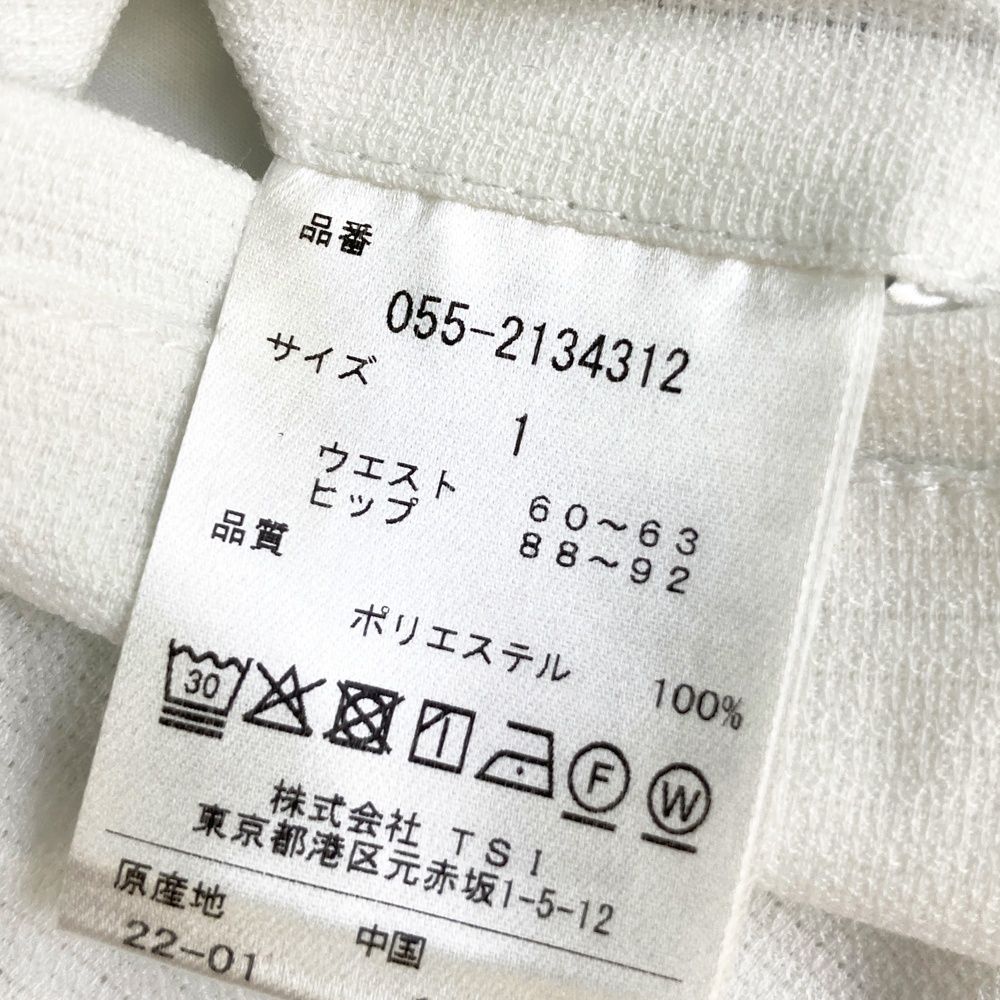 品番
055-2134312
サイズ
1
ウエスト 60〜63
ヒップ 88〜92
品質
ポリエステル 100%
30
F W
株式会社 TSI
東京都港区元赤坂1-5-12
原産地 中国
22-01